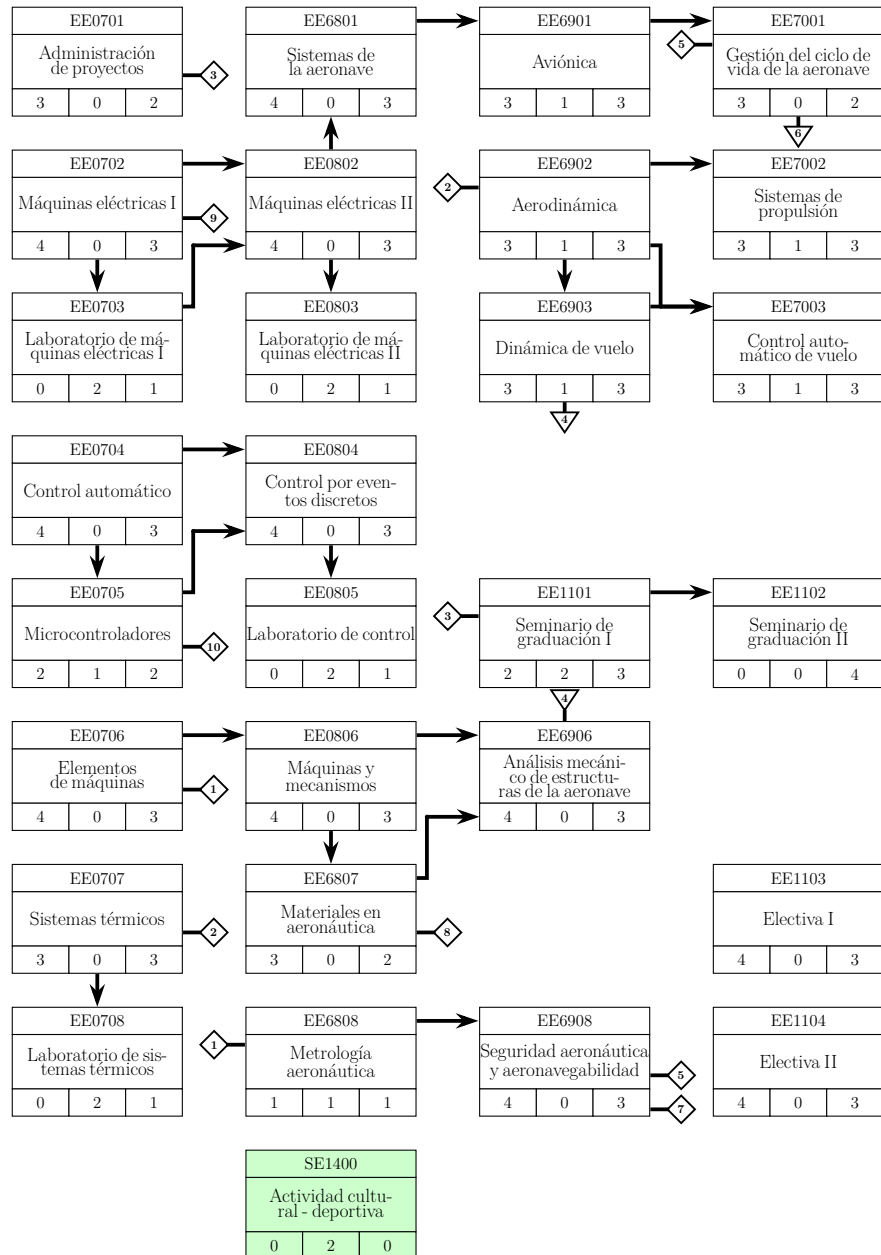 EE0701
Administración
de proyectos
3
3 0 2
EE6801
Sistemas de
la aeronave
4 0 3
EE6901
Aviónica
3 1 3
EE7001
5
Gestión del ciclo de
vida de la aeronave
3 0 2
6
EE0702
Máquinas eléctricas I
9
4 0 3
EE0802
Máquinas eléctricas II
4 0 3
EE6902
2
Aerodinámica
3 1 3
EE7002
Sistemas de
propulsión
3 1 3
EE0703
Laboratorio de má-
quinas eléctricas I
0 2 1
EE0803
Laboratorio de má-
quinas eléctricas II
0 2 1
EE6903
Dinámica de vuelo
3 1 3
4
EE7003
Control auto-
mático de vuelo
3 1 3
EE0704
Control automático
4 0 3
EE0804
Control por even-
tos discretos
4 0 3
EE0705
Microcontroladores
10
2 1 2
EE0805
Laboratorio de control
0 2 1
EE1101
3
Seminario de
graduación I
2 2 3
EE1102
Seminario de
graduación II
0 0 4
EE0706
Elementos
de máquinas
1
4 0 3
EE0806
Máquinas y
mecanismos
4 0 3
4
EE6906
Análisis mecáni-
co de estructu-
ras de la aeronave
4 0 3
EE0707
Sistemas térmicos
2
3 0 3
EE6807
Materiales en
aeronáutica
8
3 0 2
EE1103
Electiva I
4 0 3
EE0708
Laboratorio de sis-
temas térmicos
0 2 1
EE6808
1
Metrología
aeronáutica
1 1 1
EE6908
Seguridad aeronáutica
y aeronavegabilidad
5
4 0 3
7
EE1104
Electiva II
4 0 3
SE1400
Actividad cultu-
ral - deportiva
0 2 0